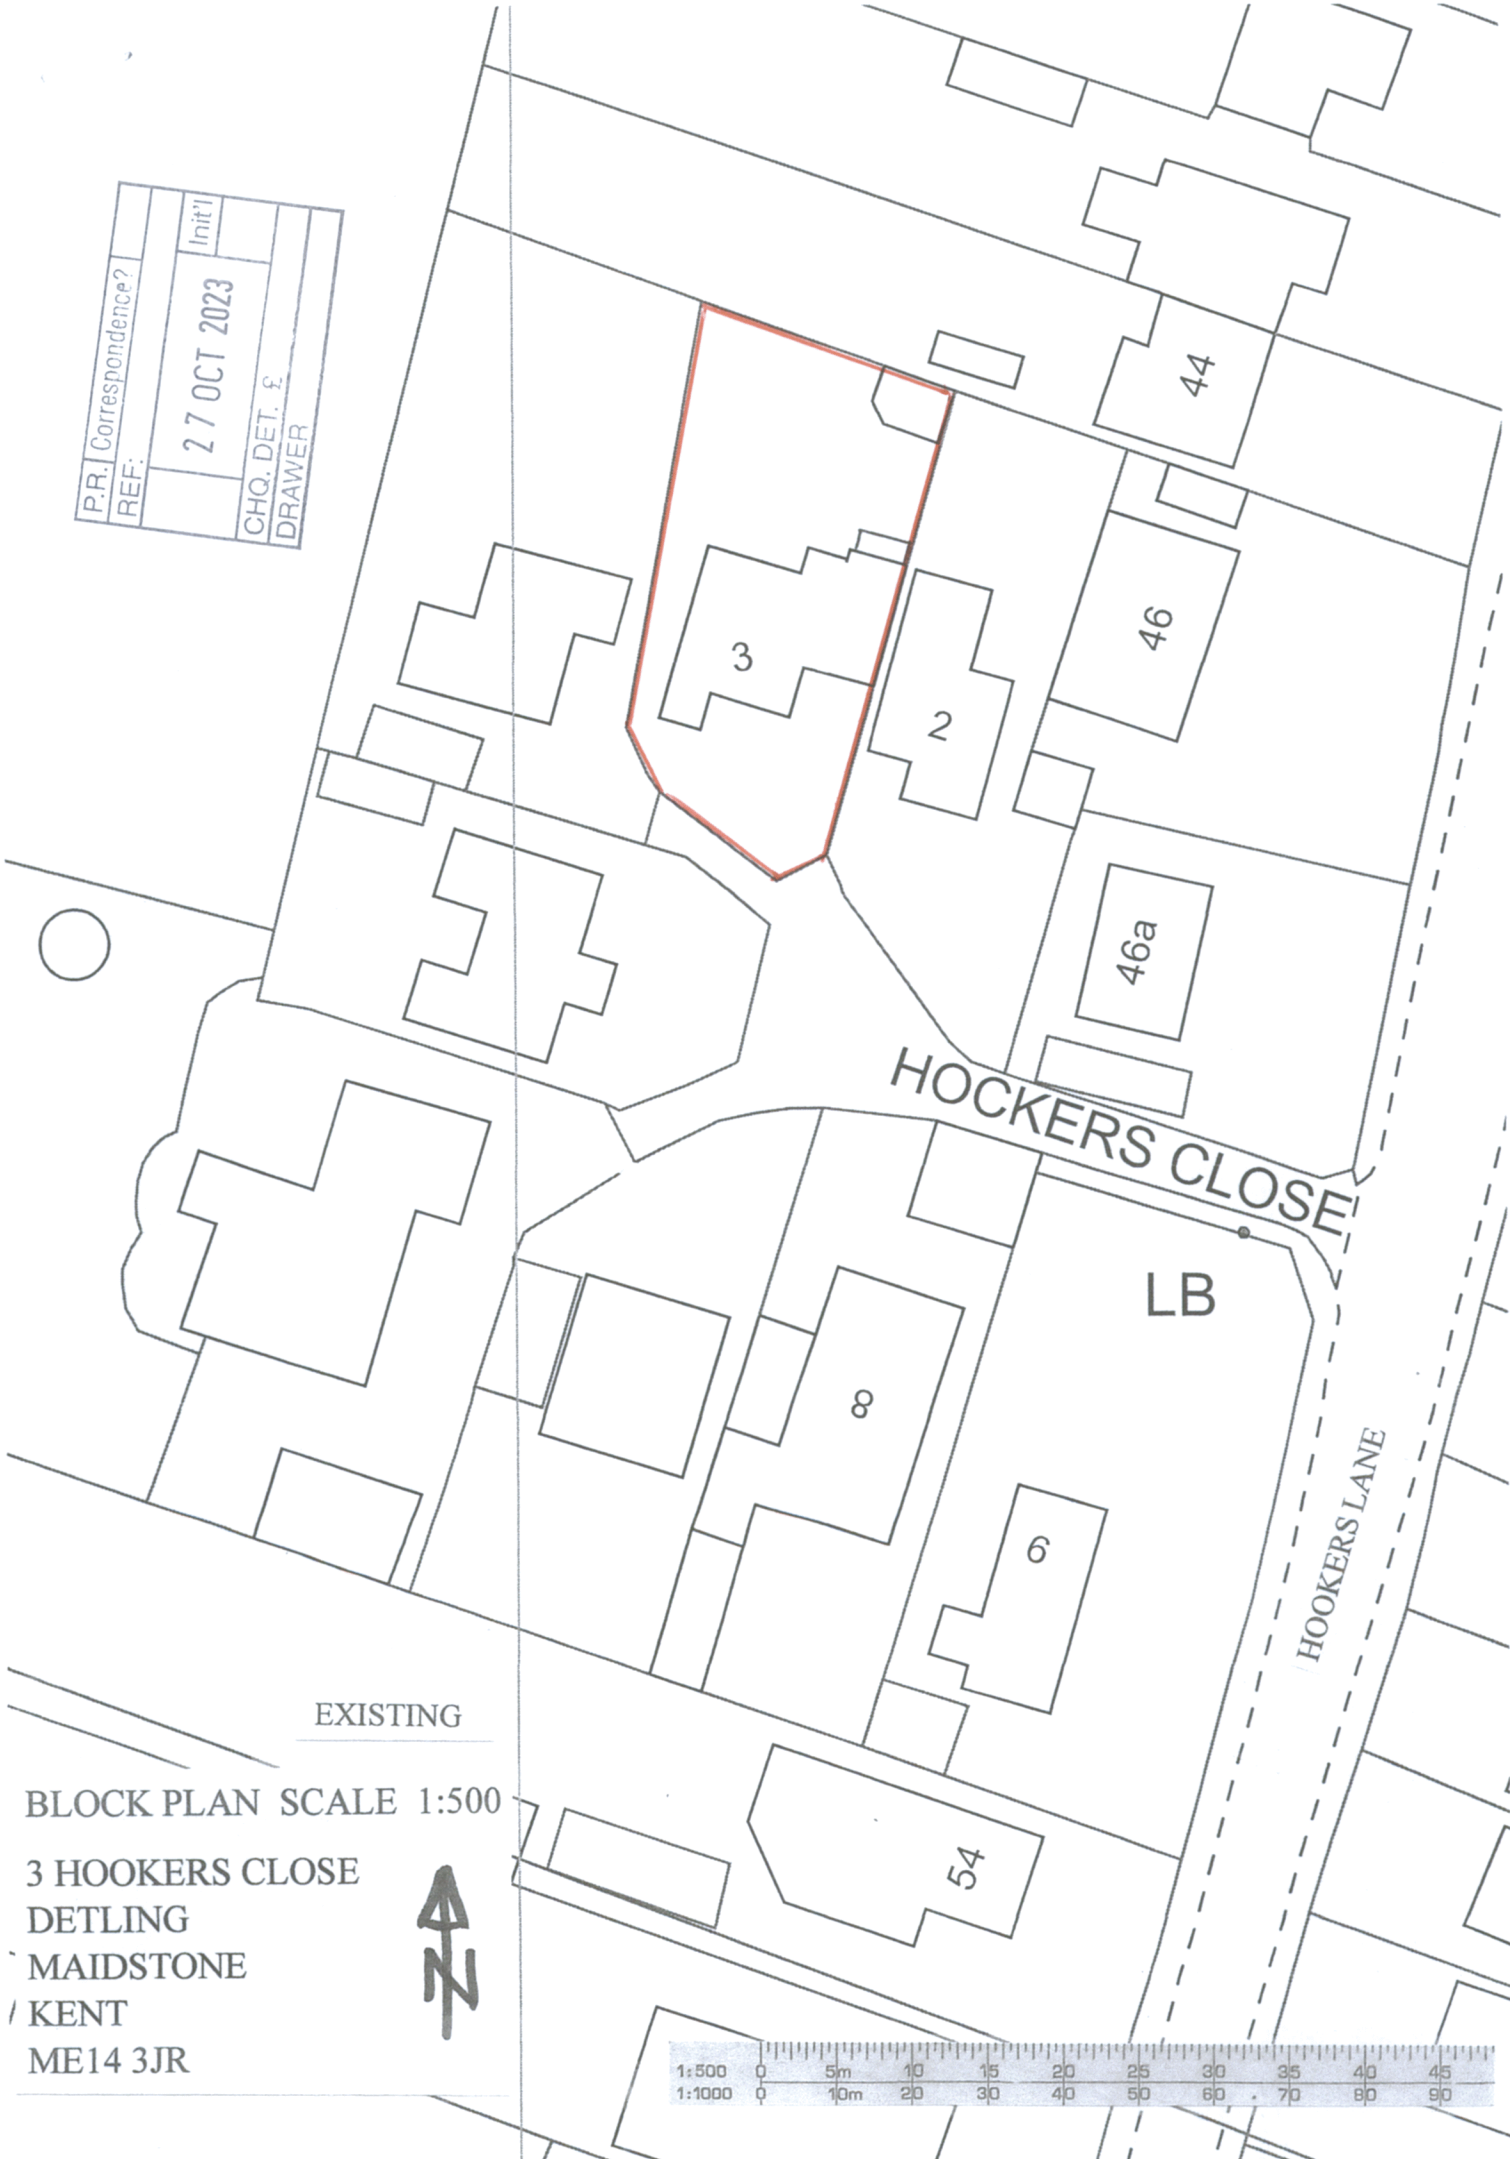 P.R. Correspondence?
REF:
Init'l
27 OCT 2023
CHQ. DET. £
DRAWER
44
46
3
2
46a
HOCKERS CLOSE
LB
8
6
HOOKERS LANE
54
EXISTING
BLOCK PLAN SCALE 1:500
3 HOOKERS CLOSE
DETLING
MAIDSTONE
KENT
ME14 3JR
N
1:500 0 5m 10 15 20 25 30 35 40 45
1:1000 0 10m 20 30 40 50 60 70 80 90